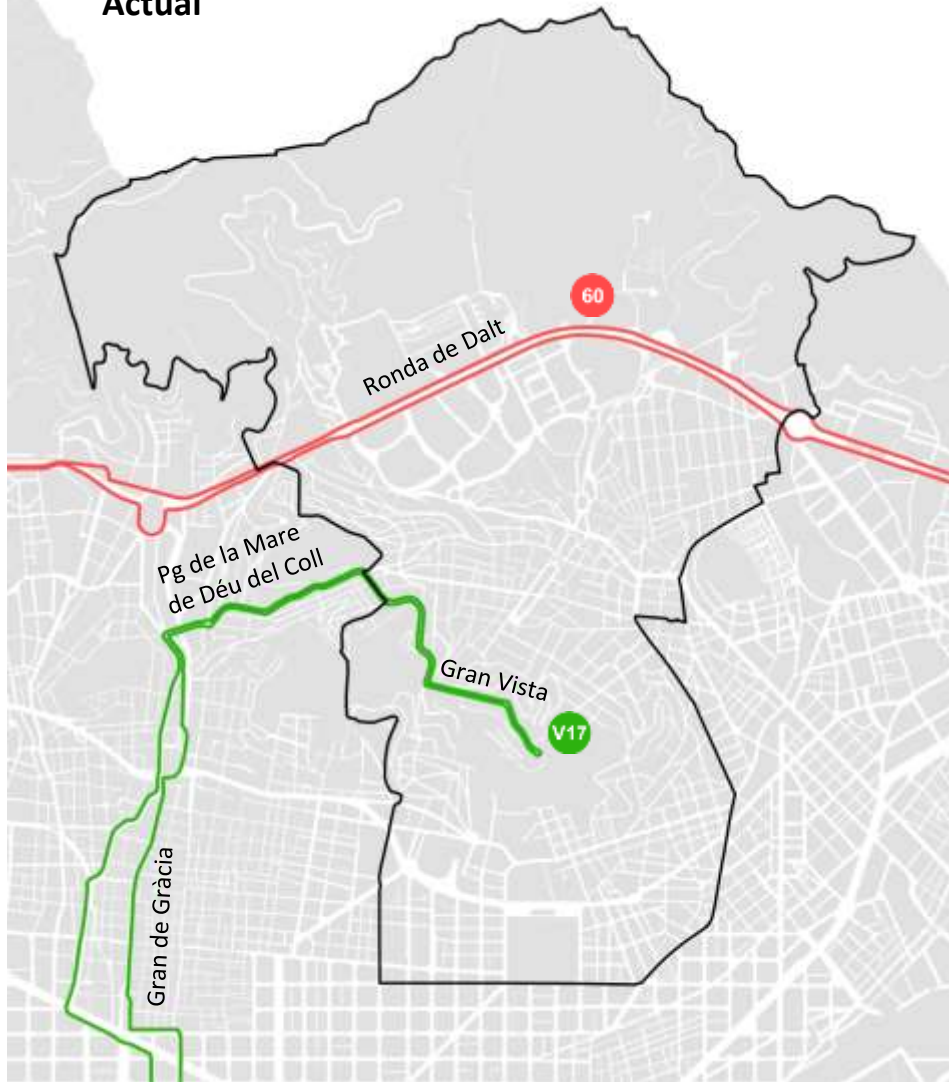 Actual
60
Ronda de Dalt
Pg de la Mare
de Déu del Coll
Gran Vista
V17
Gran de Gràcia